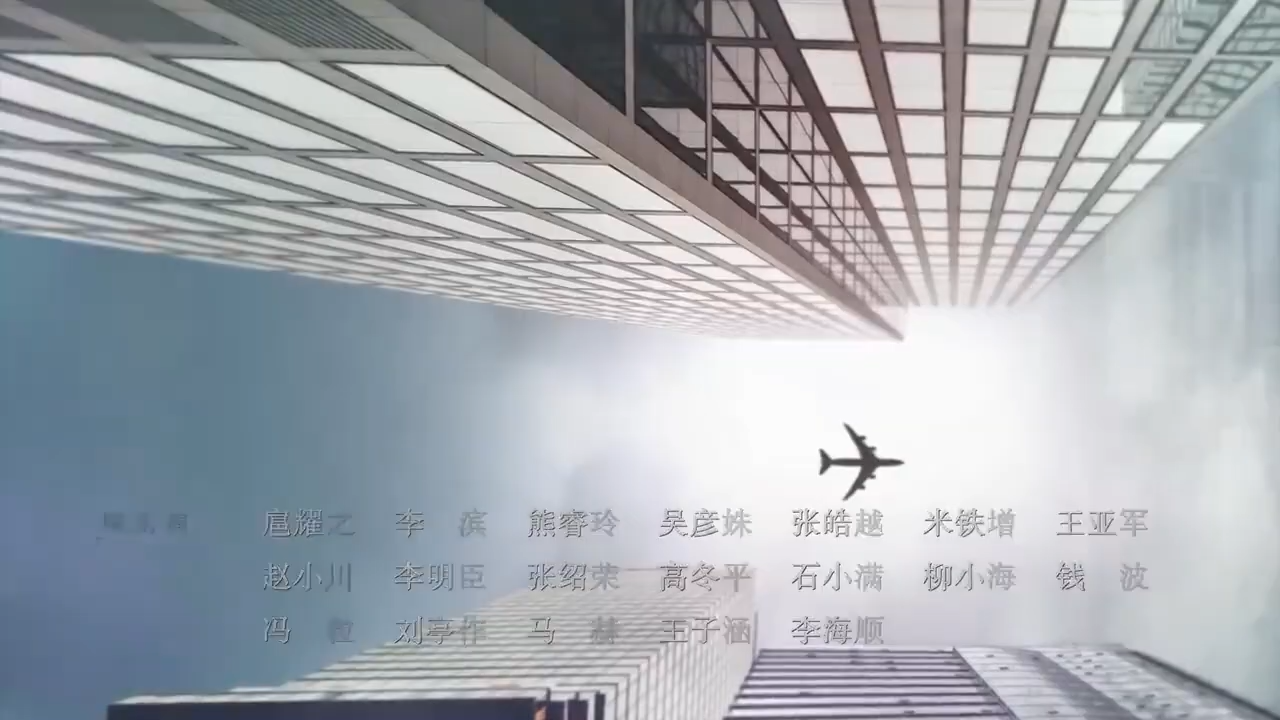 扈耀之 李 滨 熊睿玲 吴彦姝 张皓越 米铁增 王亚军
赵小川 李明臣 张绍荣 高冬平 石小满 柳小海 钱 波
冯 粒 刘亭作 马 赫 王子涵 李海顺